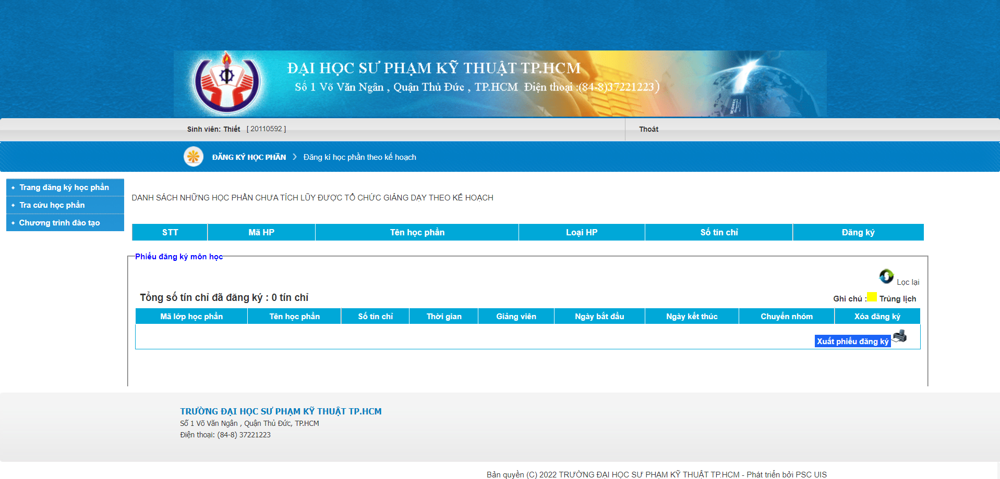 ĐẠI HỌC SƯ PHẠM KỸ THUẬT TP.HCM
Số 1 Võ Văn Ngân , Quận Thủ Đức , TP.HCM Điện thoại :(84-8)37221223)
Sinh viên: Thiết [ 20110592 ]
Thoát
ĐĂNG KÝ HỌC PHẦN
Đăng kí học phần theo kế hoạch
Trang đăng ký học phần
Tra cứu học phần
Chương trình đào tạo
DANH SÁCH NHỮNG HỌC PHẦN CHƯA TÍCH LŨY ĐƯỢC TỔ CHỨC GIẢNG DẠY THEO KẾ HOẠCH
STT Mã HP Tên học phần Loại HP Số tín chỉ Đăng ký
Phiếu đăng ký môn học
Lọc lại
Tổng số tín chỉ đã đăng ký : 0 tín chỉ
Ghi chú : Trùng lịch
Mã lớp học phần Tên học phần Số tín chỉ Thời gian Giảng viên Ngày bắt đầu Ngày kết thúc Chuyển nhóm Xóa đăng ký
Xuất phiếu đăng ký
TRƯỜNG ĐẠI HỌC SƯ PHẠM KỸ THUẬT TP.HCM
Số 1 Võ Văn Ngân , Quận Thủ Đức, TP.HCM
Điện thoại: (84-8) 37221223
Bản quyền (C) 2022 TRƯỜNG ĐẠI HỌC SƯ PHẠM KỸ THUẬT TP.HCM - Phát triển bởi PSC UIS